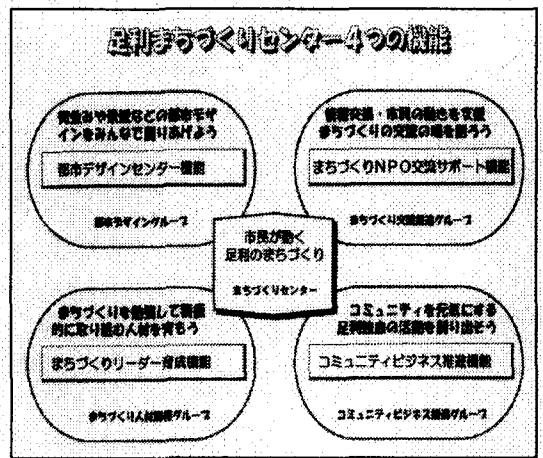 足利まちづくりセンター4つの機能
街並みや景観などの都市デザ
インをみんなで盛りあげよう
都市デザインセンター機能
都市デザイングループ
情報交換・市民の動きを支援
まちづくりの交流の場を創ろう
まちづくりNPO交流サポート機能
まちづくり交流推進グループ
市民が動く
足利のまちづくり
まちづくりセンター
まちづくりを勉強して積極
的に取り組む人材を育もう
まちづくりリーダー育成機能
まちづくり人材開発グループ
コミュニティを元気にする
足利独自の活動を創り出そう
コミュニティビジネス推進機能
コミュニティビジネス推進グループ